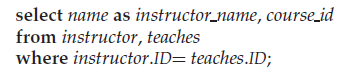 select name as instructor_name, course_id
from instructor, teaches
where instructor.ID= teaches.ID;